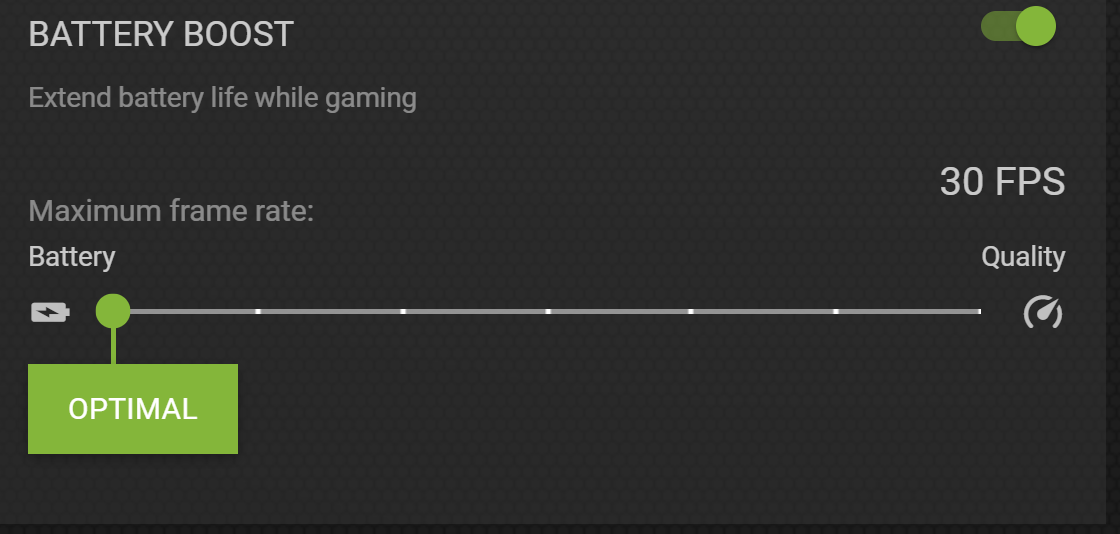 BATTERY BOOST
Extend battery life while gaming
30 FPS
Maximum frame rate:
Battery Quality
OPTIMAL